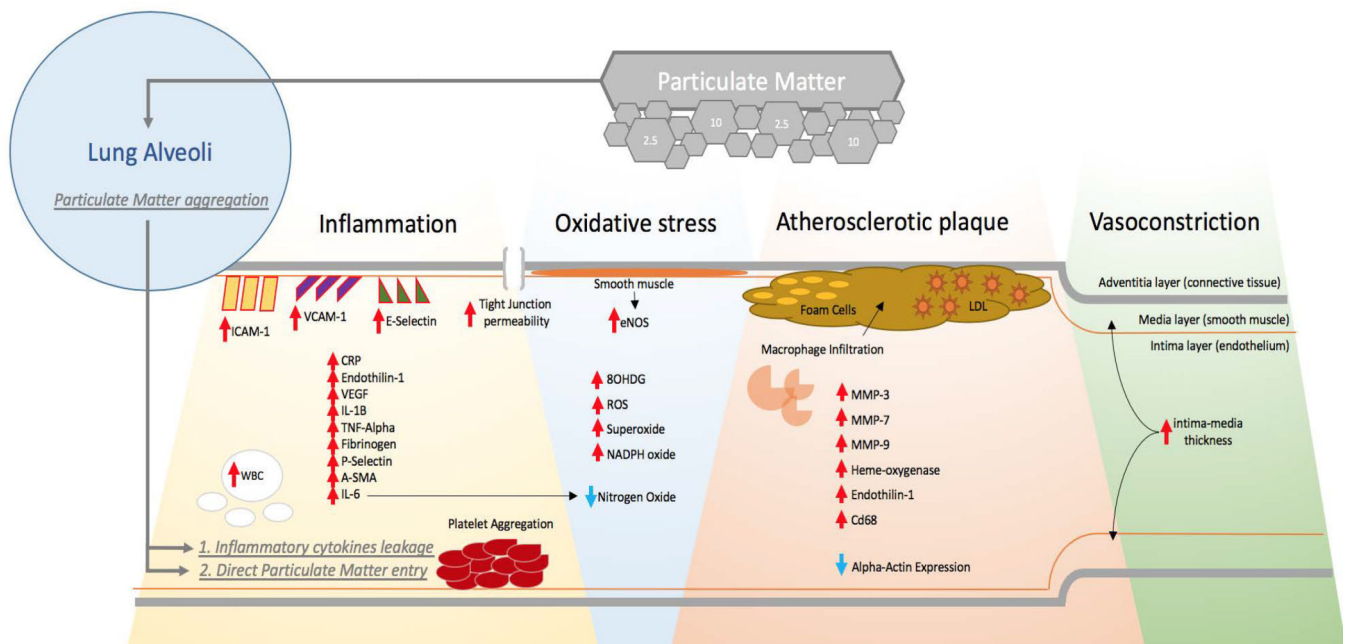 Particulate Matter
2.5
10
2.5
10
Lung Alveoli
Particulate Matter aggregation
Inflammation
Oxidative stress
Atherosclerotic plaque
Vasoconstriction
ICAM-1
VCAM-1
E-Selectin
Tight Junction
permeability
Smooth muscle
eNOS
Foam Cells
LDL
Macrophage Infiltration
Adventitia layer (connective tissue)
Media layer (smooth muscle)
Intima layer (endothelium)
CRP
Endothilin-1
VEGF
IL-1B
TNF-Alpha
Fibrinogen
P-Selectin
A-SMA
IL-6
WBC
8OHDG
ROS
Superoxide
NADPH oxide
Nitrogen Oxide
MMP-3
MMP-7
MMP-9
Heme-oxygenase
Endothilin-1
Cd68
Alpha-Actin Expression
intima-media
thickness
Platelet Aggregation
1. Inflammatory cytokines leakage
2. Direct Particulate Matter entry